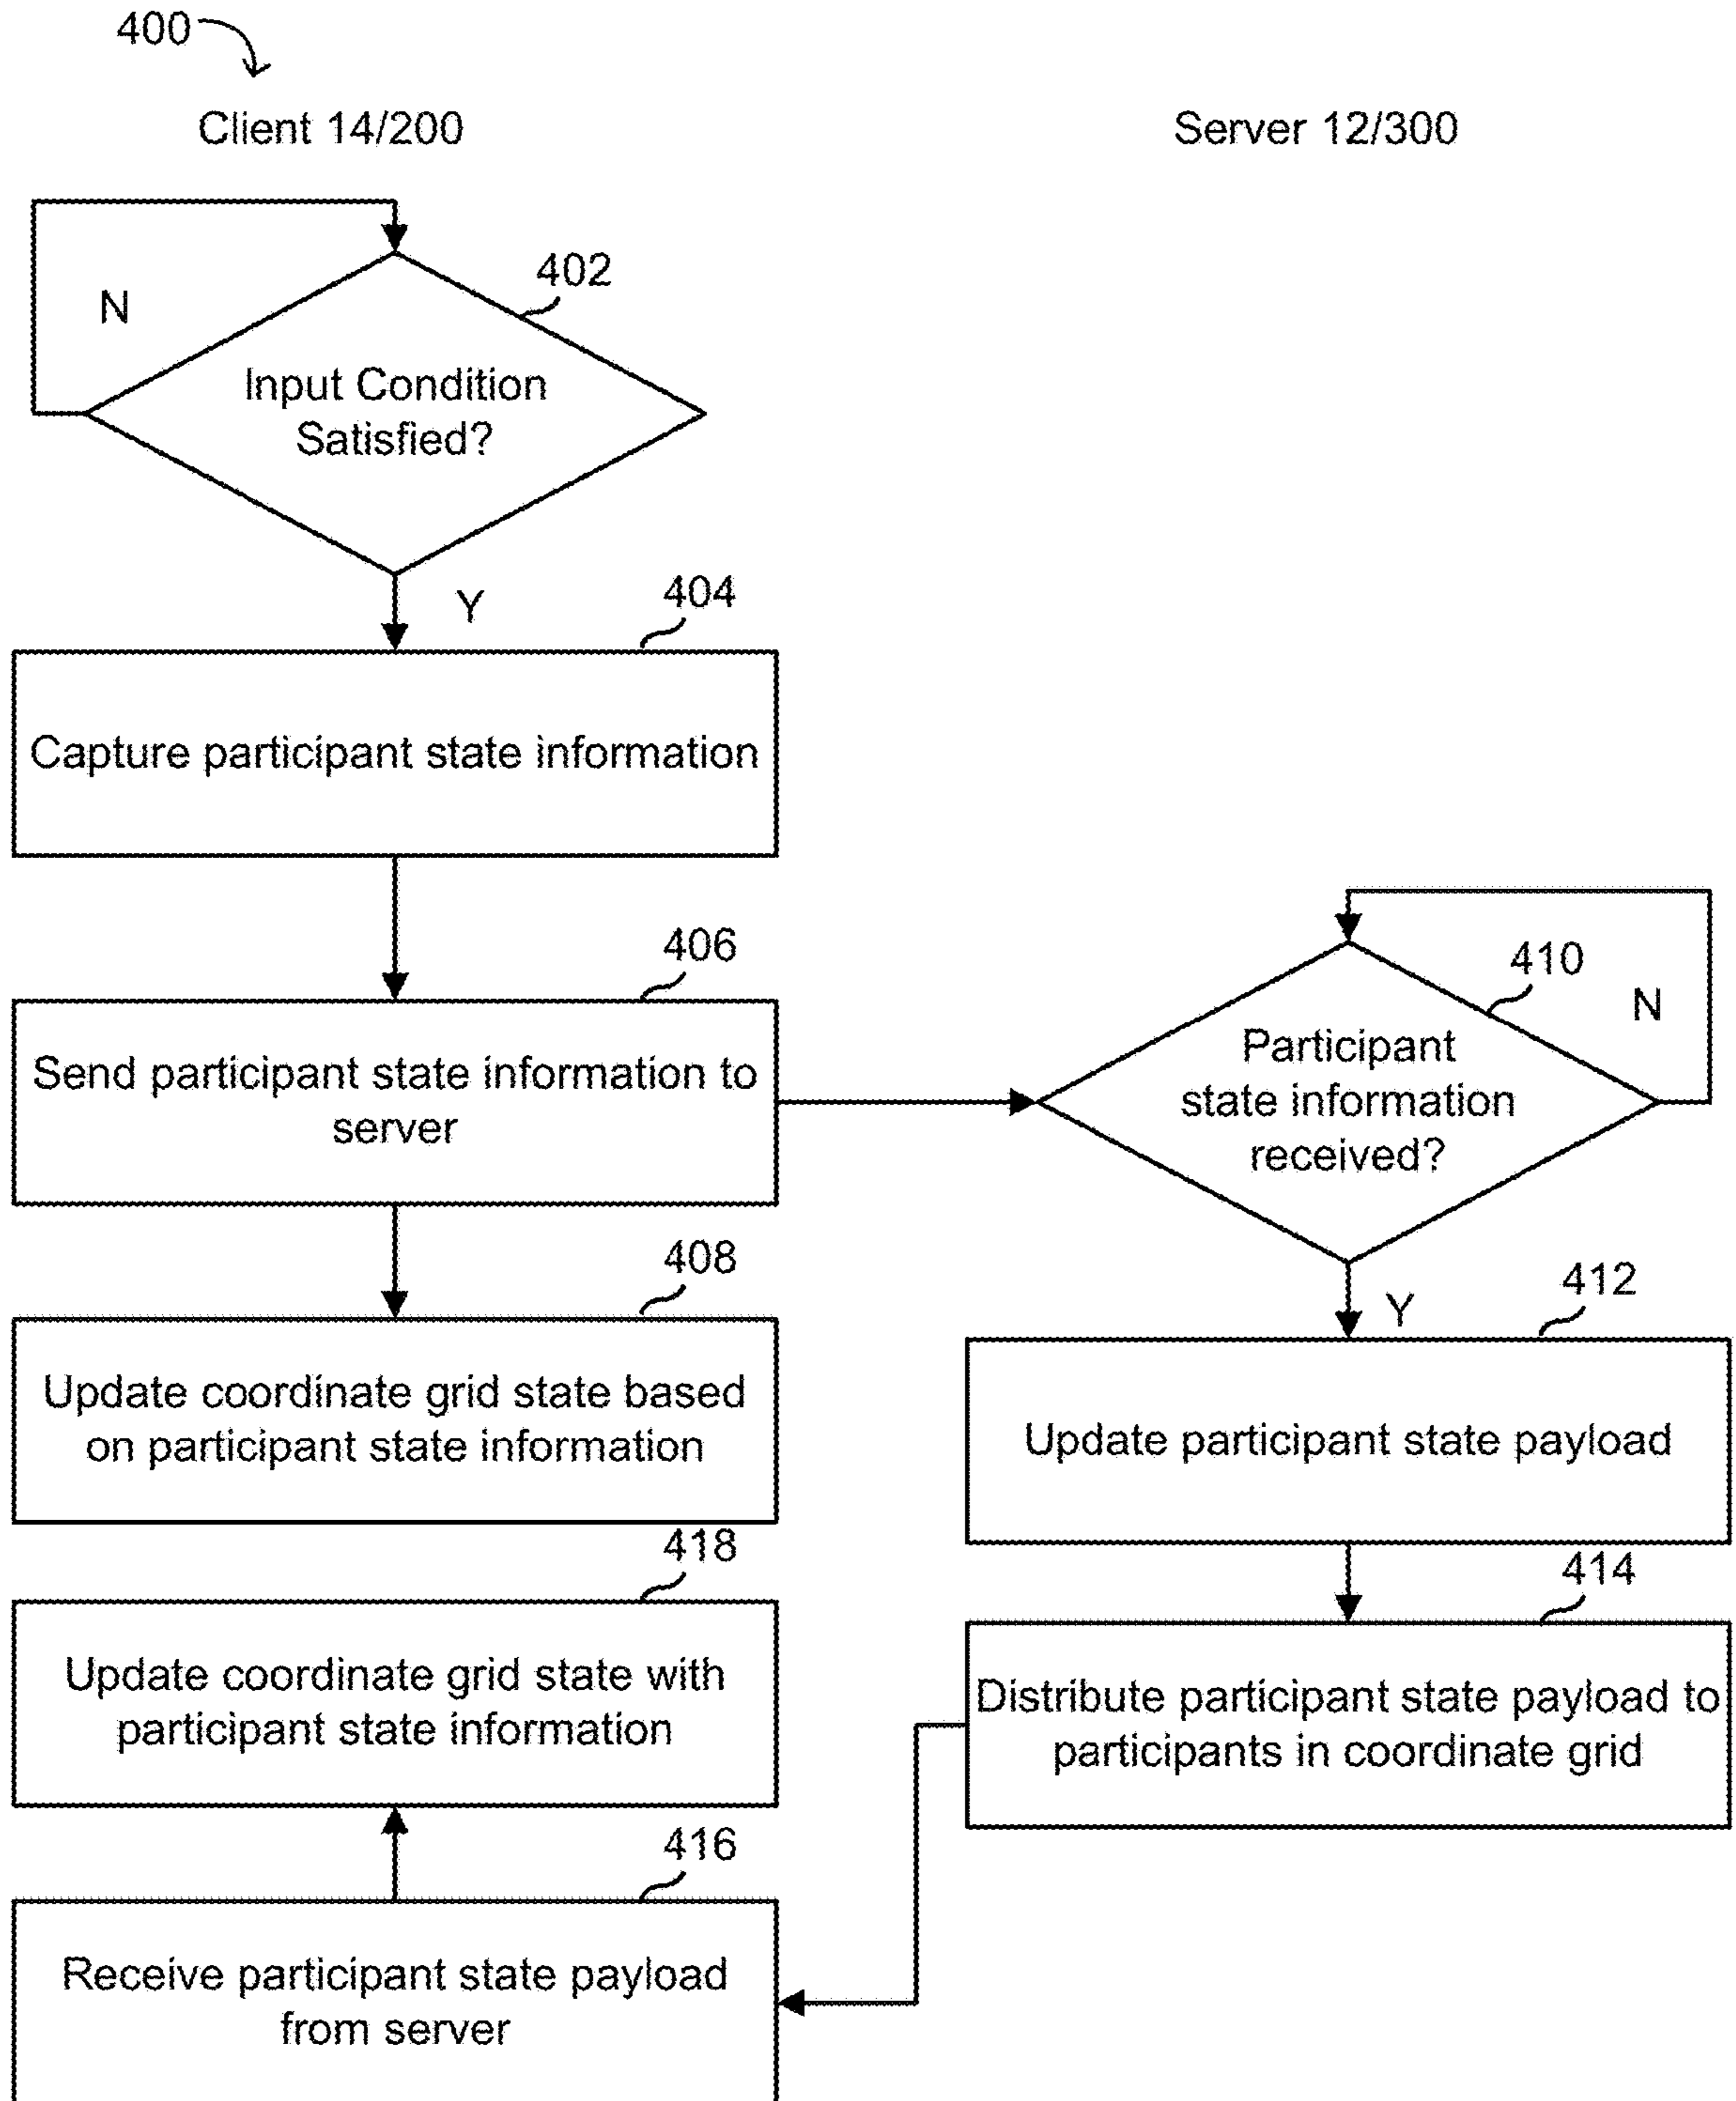 400
Client 14/200
Server 12/300
402
N
Input Condition
Satisfied?
Y
404
Capture participant state information
406
Send participant state information to
server
410
N
Participant
state information
received?
408
Update coordinate grid state based
on participant state information
Y
412
Update participant state payload
418
Update coordinate grid state with
participant state information
414
Distribute participant state payload to
participants in coordinate grid
416
Receive participant state payload
from server